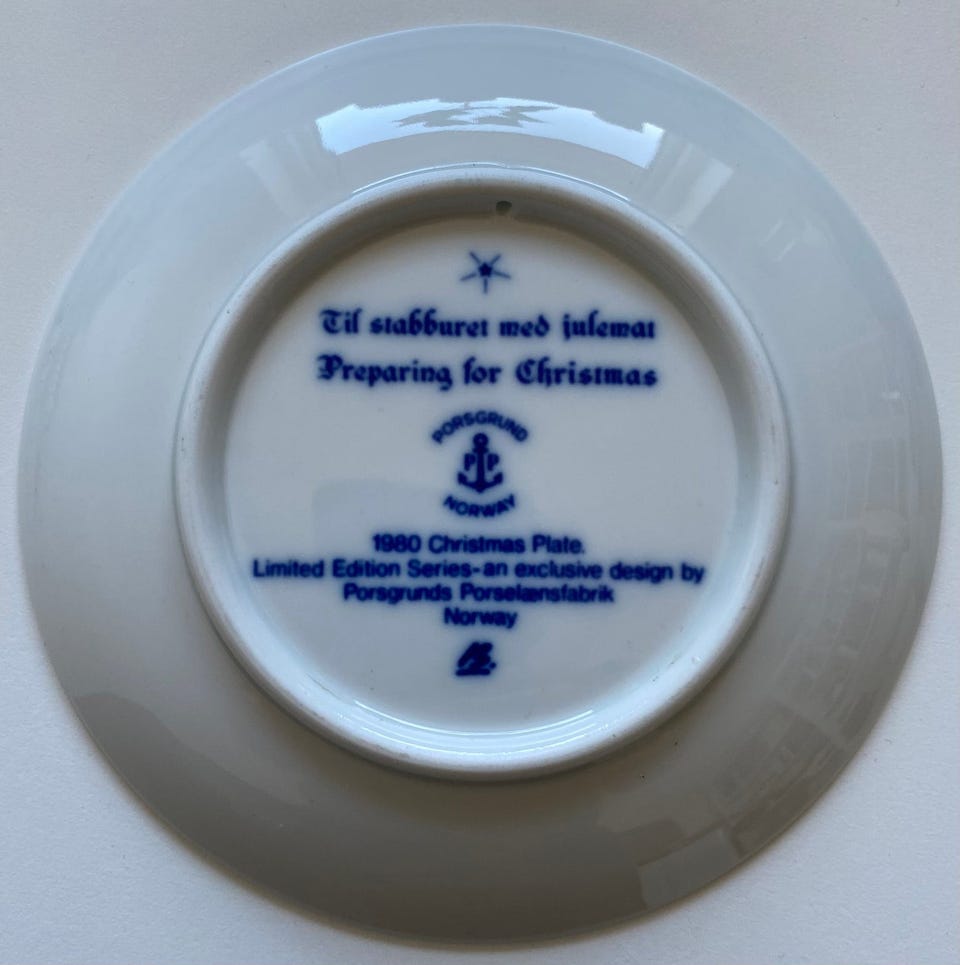 Til stabburet med julemat
Preparing for Christmas
PORSGRUND
P P
NORWAY
1980 Christmas Plate.
Limited Edition Series-an exclusive design by
Porsgrunds Porselænsfabrik
Norway